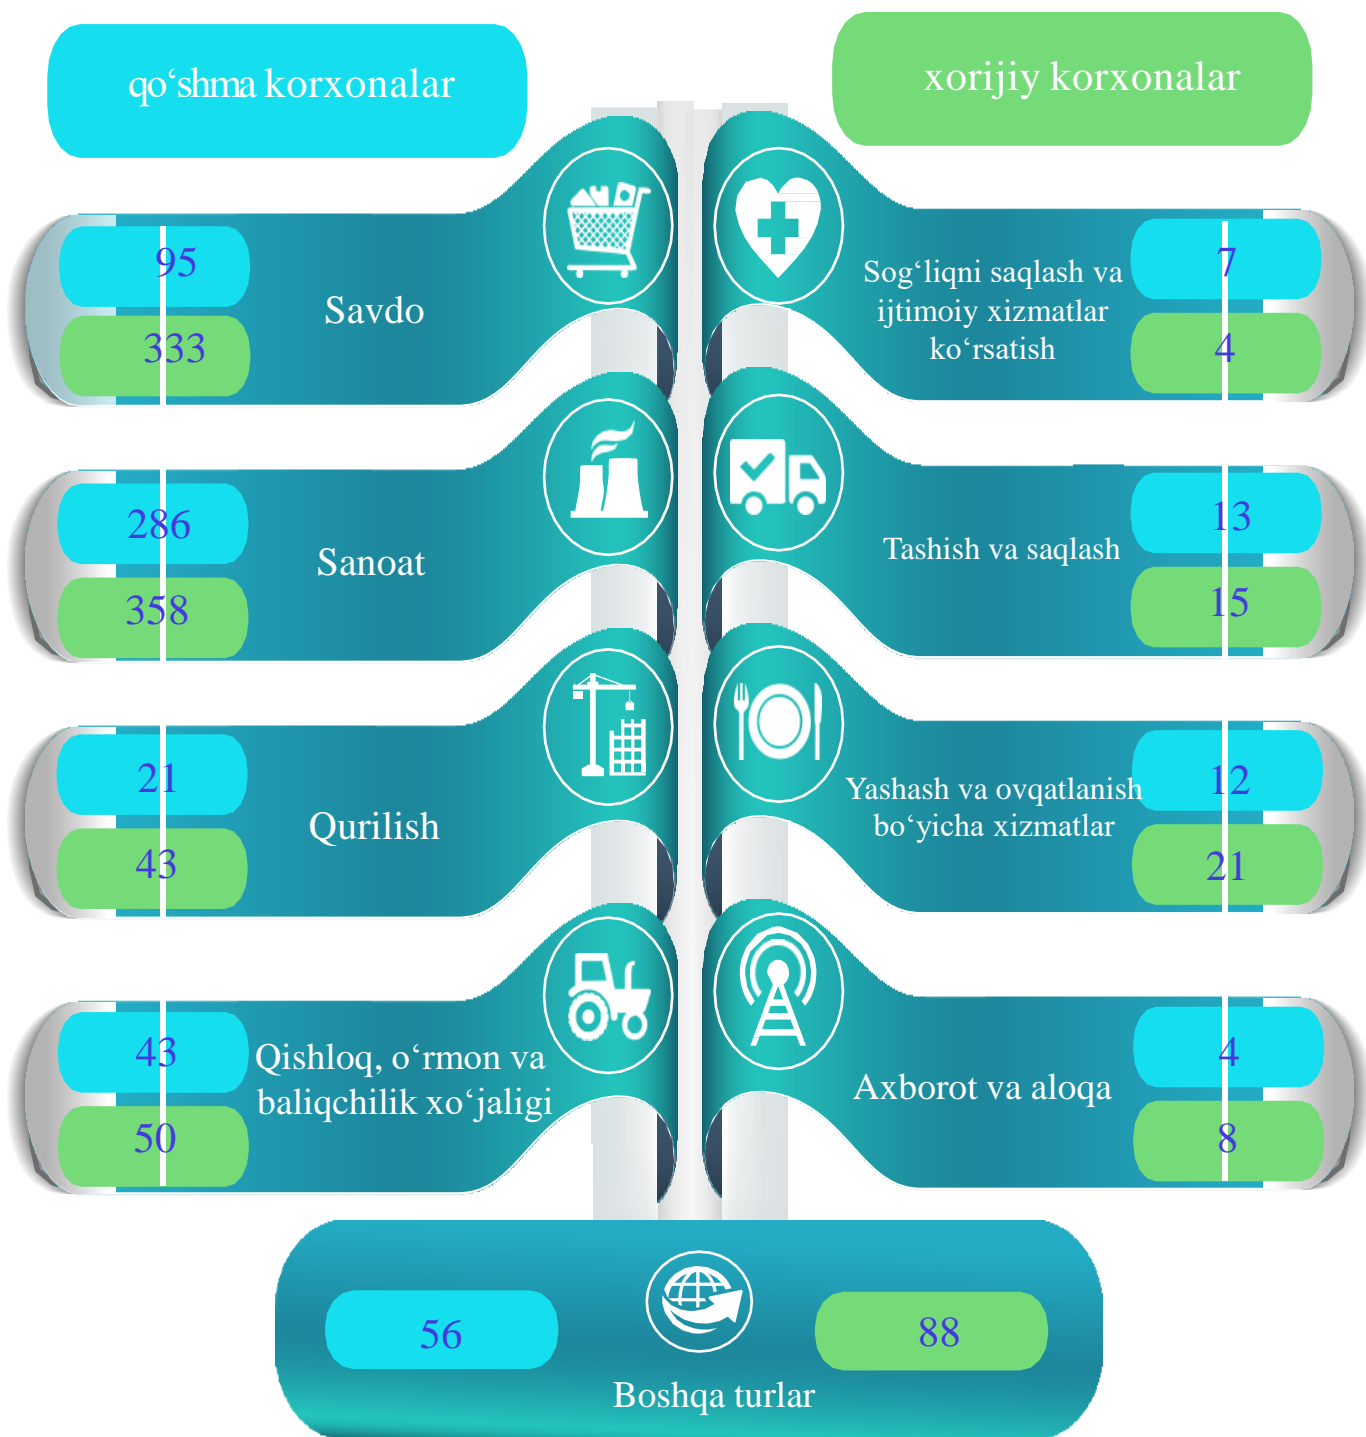 qo‘shma korxonalar
xorijiy korxonalar
95
333
Savdo
Sog‘liqni saqlash va
ijtimoiy xizmatlar
ko‘rsatish
7
4
286
358
Sanoat
Tashish va saqlash
13
15
21
43
Qurilish
Yashash va ovqatlanish
bo‘yicha xizmatlar
12
21
43
50
Qishloq, o‘rmon va
baliqchilik xo‘jaligi
Axborot va aloqa
4
8
56
88
Boshqa turlar